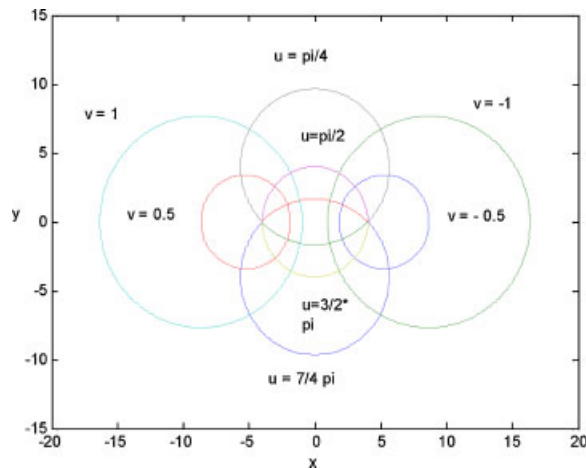 15
u = pi/4
10
v = 1
v = -1
u=pi/2
5
y
0
v = 0.5
v = - 0.5
-5
u=3/2*
pi
-10
u = 7/4 pi
-15
-20 -15 -10 -5 0 5 10 15 20
x